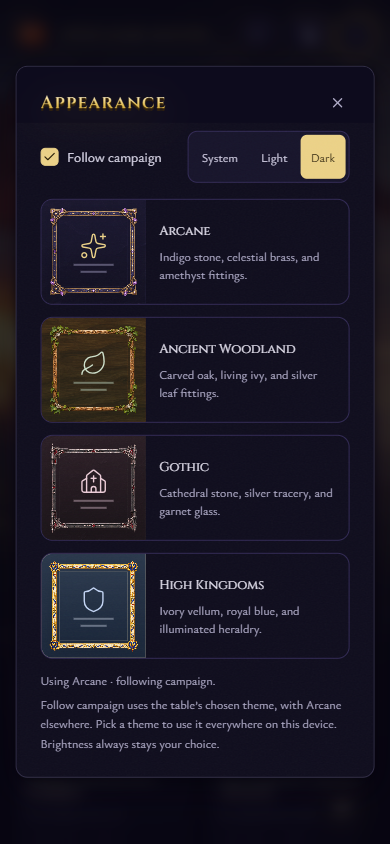 Appearance
Follow campaign
System Light Dark
Arcane
Indigo stone, celestial brass, and
amethyst fittings.
Ancient Woodland
Carved oak, living ivy, and silver
leaf fittings.
Gothic
Cathedral stone, silver tracery, and
garnet glass.
High Kingdoms
Ivory vellum, royal blue, and
illuminated heraldry.
Using Arcane · following campaign.
Follow campaign uses the table's chosen theme, with Arcane
elsewhere. Pick a theme to use it everywhere on this device.
Brightness always stays your choice.